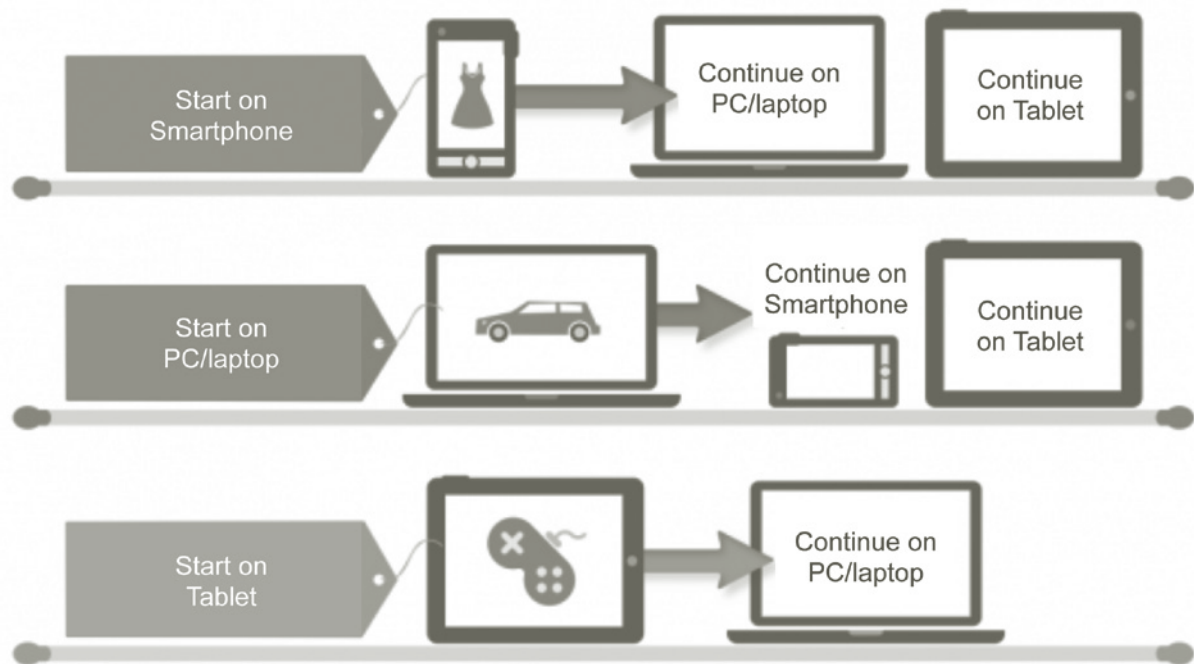 Start on
Smartphone
Continue on
PC/laptop
Continue
on Tablet
Start on
PC/laptop
Continue on
Smartphone
Continue
on Tablet
Start on
Tablet
Continue on
PC/laptop